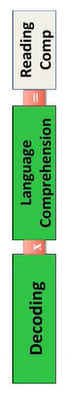 Decoding
x
Language
Comprehension
=
Reading
Comp